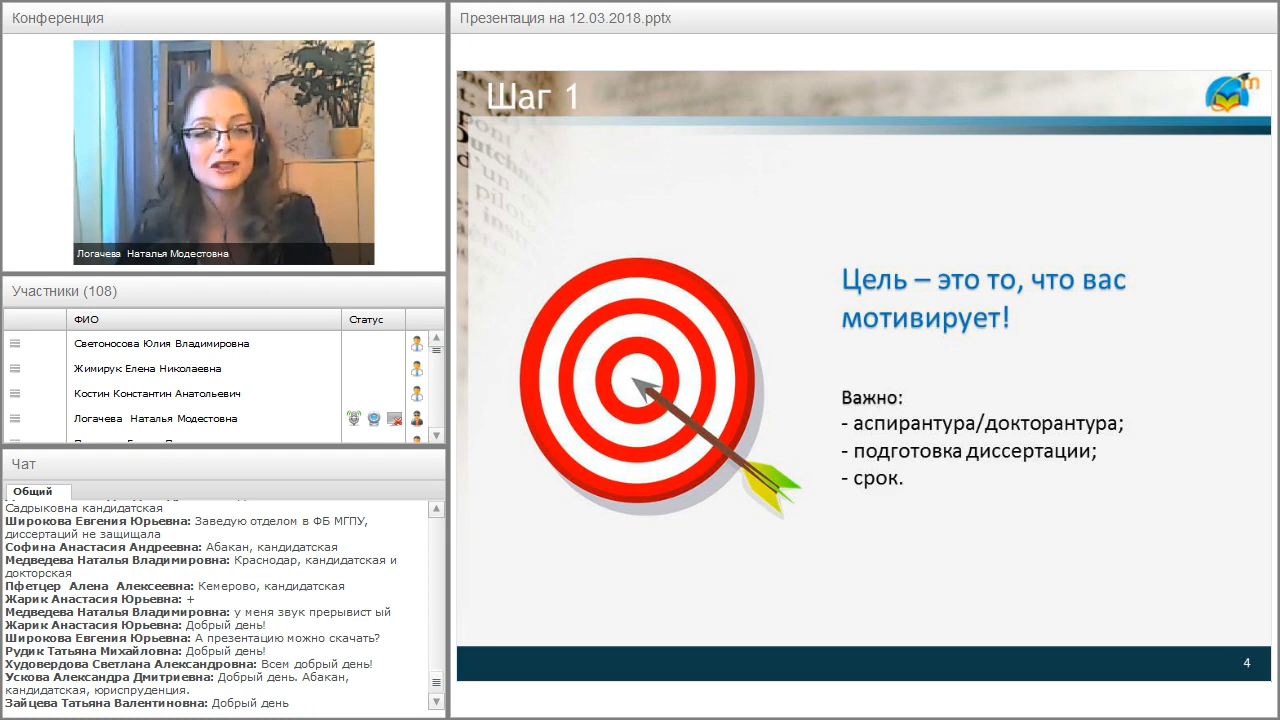 Конференция
Логачева Наталья Модестовна
Участники (108)
ФИО
Статус
Светоносова Юлия Владимировна
Жимирук Елена Николаевна
Костин Константин Анатольевич
Логачева Наталья Модестовна
Чат
Общий
Садрыковна кандидатская
Широкова Евгения Юрьевна: Заведую отделом в ФБ МГПУ,
диссертаций не защищала
Софина Анастасия Андреевна: Абакан, кандидатская
Медведева Наталья Владимировна: Краснодар, кандидатская и
докторская
Пфетцер Алена Алексеевна: Кемерово, кандидатская
Жарик Анастасия Юрьевна: +
Медведева Наталья Владимировна: у меня звук прерывист ый
Жарик Анастасия Юрьевна: Добрый день!
Широкова Евгения Юрьевна: А презентацию можно скачать?
Рудик Татьяна Михайловна: Добрый день!
Худовердова Светлана Александровна: Всем добрый день!
Ускова Александра Дмитриевна: Добрый день. Абакан,
кандидатская, юриспруденция.
Зайцева Татьяна Валентиновна: Добрый день
Презентация на 12.03.2018.pptx
Шаг 1
m
pont
Dutchm
d'un
pilot
instr
Цель – это то, что вас
мотивирует!
Важно:
- аспирантура/докторантура;
- подготовка диссертации;
- срок.
4